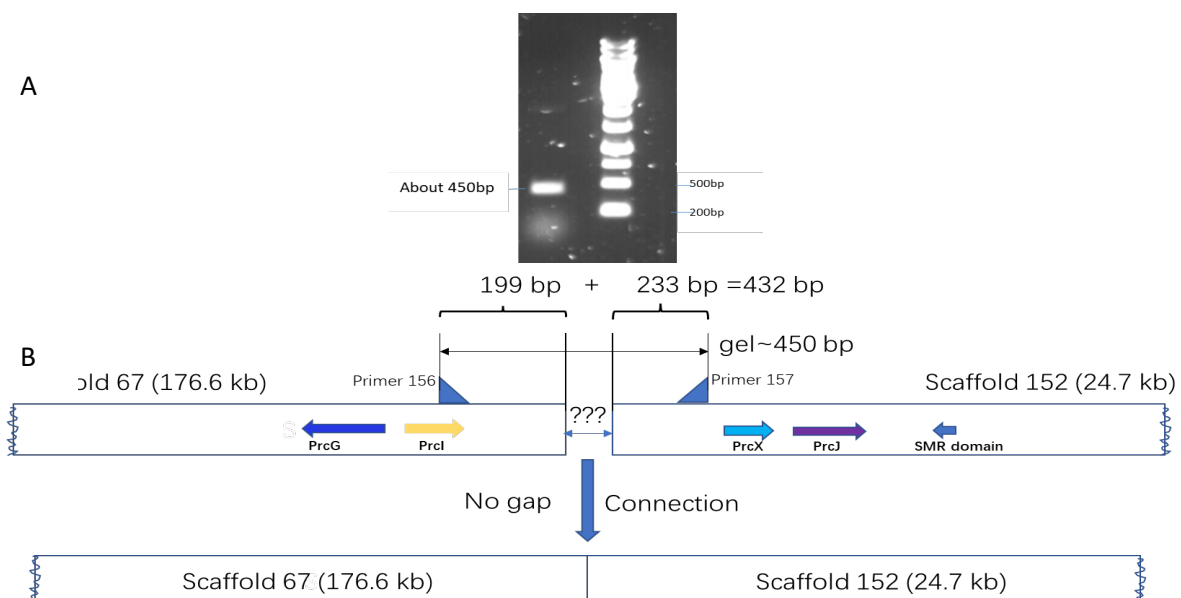 A
About 450bp
500bp
200bp
199 bp + 233 bp =432 bp
B
gel~450 bp
old 67 (176.6 kb)
Primer 156
Primer 157
Scaffold 152 (24.7 kb)
???
S
PrcG
PrcI
PrcX
PrcJ
SMR domain
No gap
Connection
Scaffold 67 (176.6 kb)
Scaffold 152 (24.7 kb)